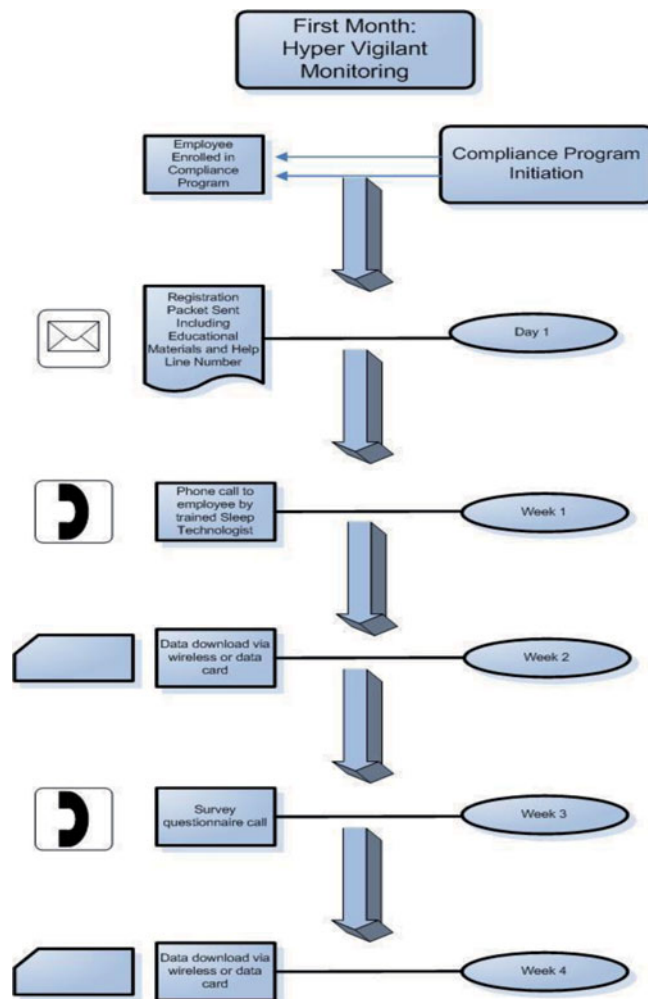 First Month:
Hyper Vigilant
Monitoring
Employee
Enrolled in
Compliance
Program
Compliance Program
Initiation
Registration
Packet Sent
Including
Educational
Materials and Help
Line Number
Day 1
Phone call to
employee by
trained Sleep
Technologist
Week 1
Data download via
wireless or data
card
Week 2
Survey
questionnaire call
Week 3
Data download via
wireless or data
card
Week 4